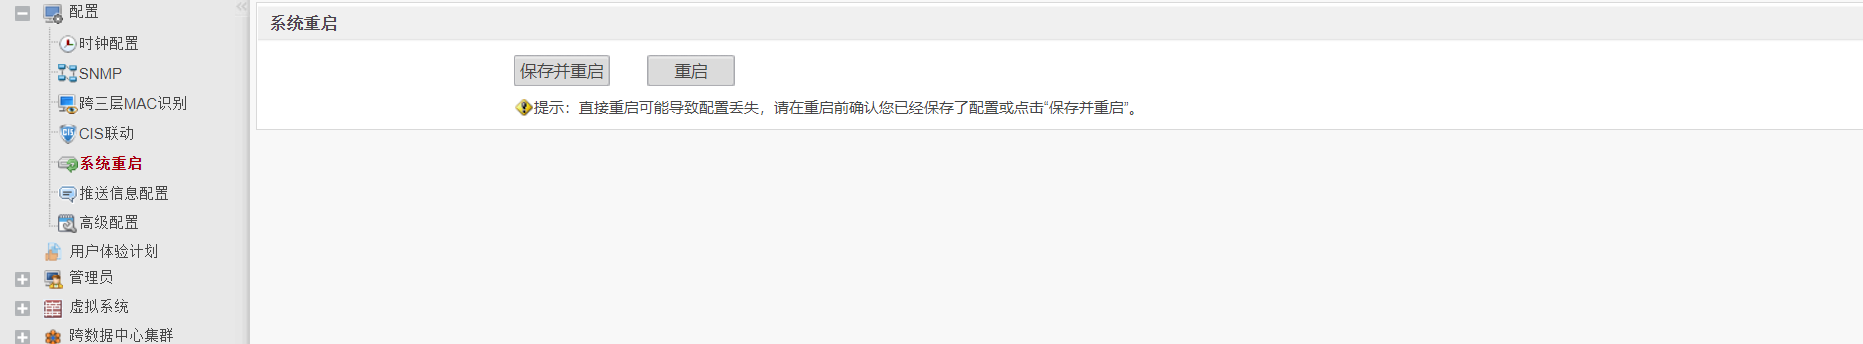 配置
时钟配置
SNMP
跨三层MAC识别
CIS联动
系统重启
推送信息配置
高级配置
用户体验计划
管理员
虚拟系统
跨数据中心集群
系统重启
保存并重启 重启
提示：直接重启可能导致配置丢失，请在重启前确认您已经保存了配置或点击“保存并重启”。